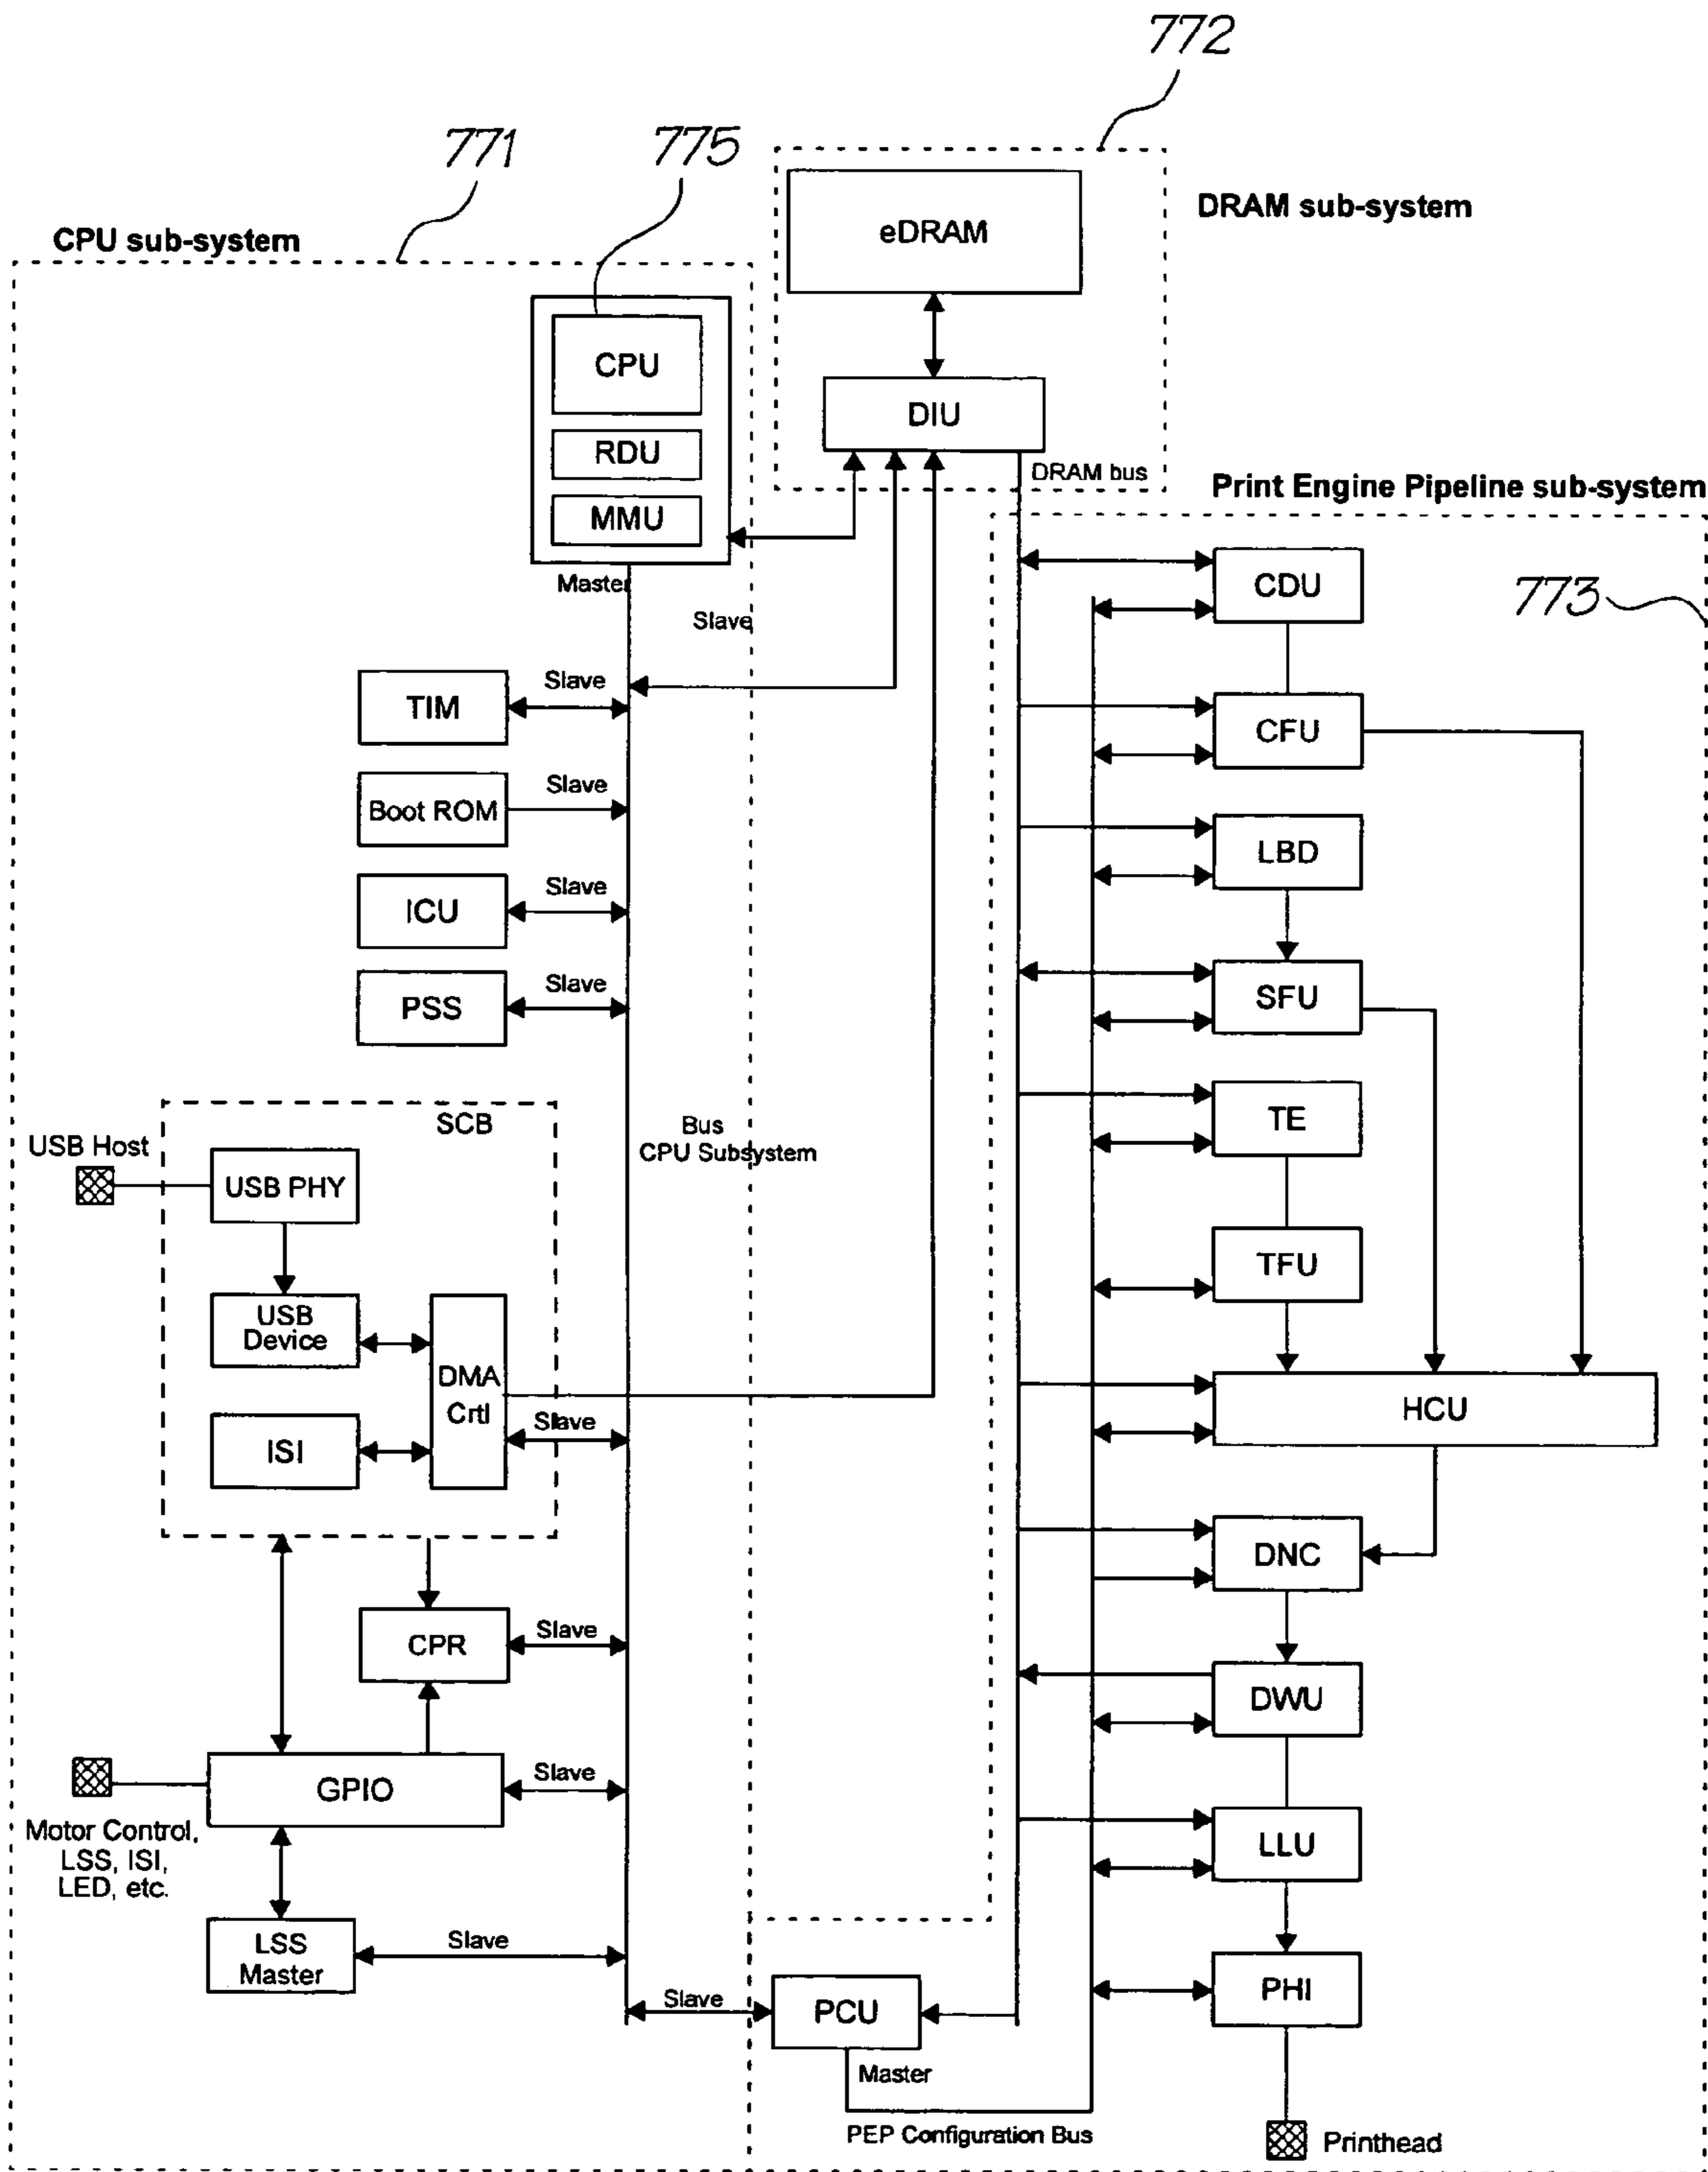 772
771
775
DRAM sub-system
CPU sub-system
eDRAM
CPU
DIU
RDU
DRAM bus
Print Engine Pipeline sub-system
MMU
Master
CDU
773
Slave
Slave
TIM
CFU
Slave
Boot ROM
LBD
Slave
ICU
Slave
PSS
SFU
SCB
TE
Bus
CPU Subsystem
USB Host
USB PHY
TFU
USB
Device
DMA
Crtl
HCU
Slave
ISI
DNC
Slave
CPR
DWU
Slave
GPIO
Motor Control,
LSS, ISI,
LED, etc.
LLU
LSS
Master
Slave
PHI
Slave
PCU
Master
PEP Configuration Bus
Printhead